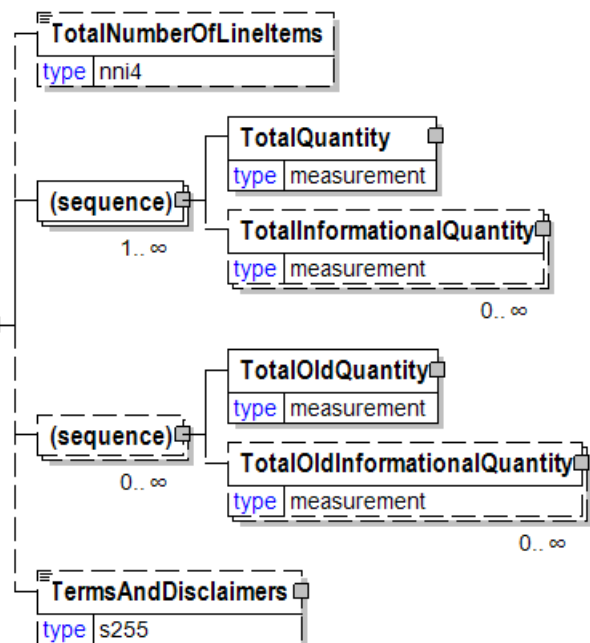 TotalNumberOfLineItems
type nni4
TotalQuantity
type measurement
(sequence)
1.. ∞
TotalInformationalQuantity
type measurement
0.. ∞
TotalOldQuantity
type measurement
(sequence)
0.. ∞
TotalOldInformationalQuantity
type measurement
0.. ∞
TermsAndDisclaimers
type s255